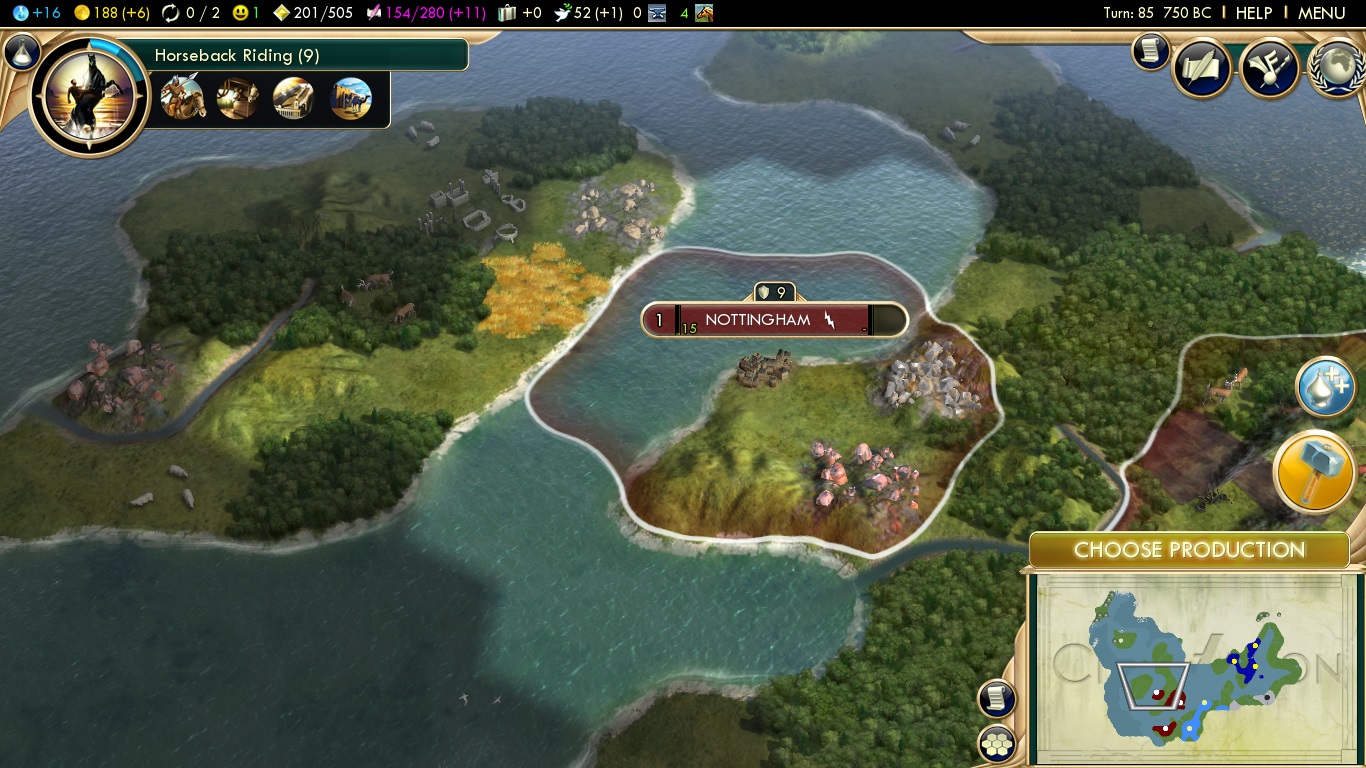 +16 188 (+6) 0 / 2 1 201/505 154/280 (+11) +0 52 (+1) 0 4 Turn: 85 750 BC HELP MENU
Horseback Riding (9)
9
1 15 NOTTINGHAM -
CHOOSE PRODUCTION